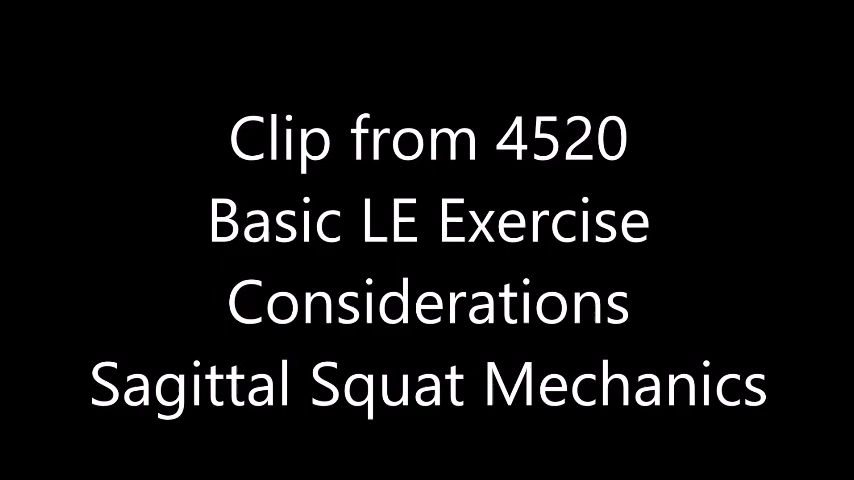 Clip from 4520
Basic LE Exercise
Considerations
Sagittal Squat Mechanics